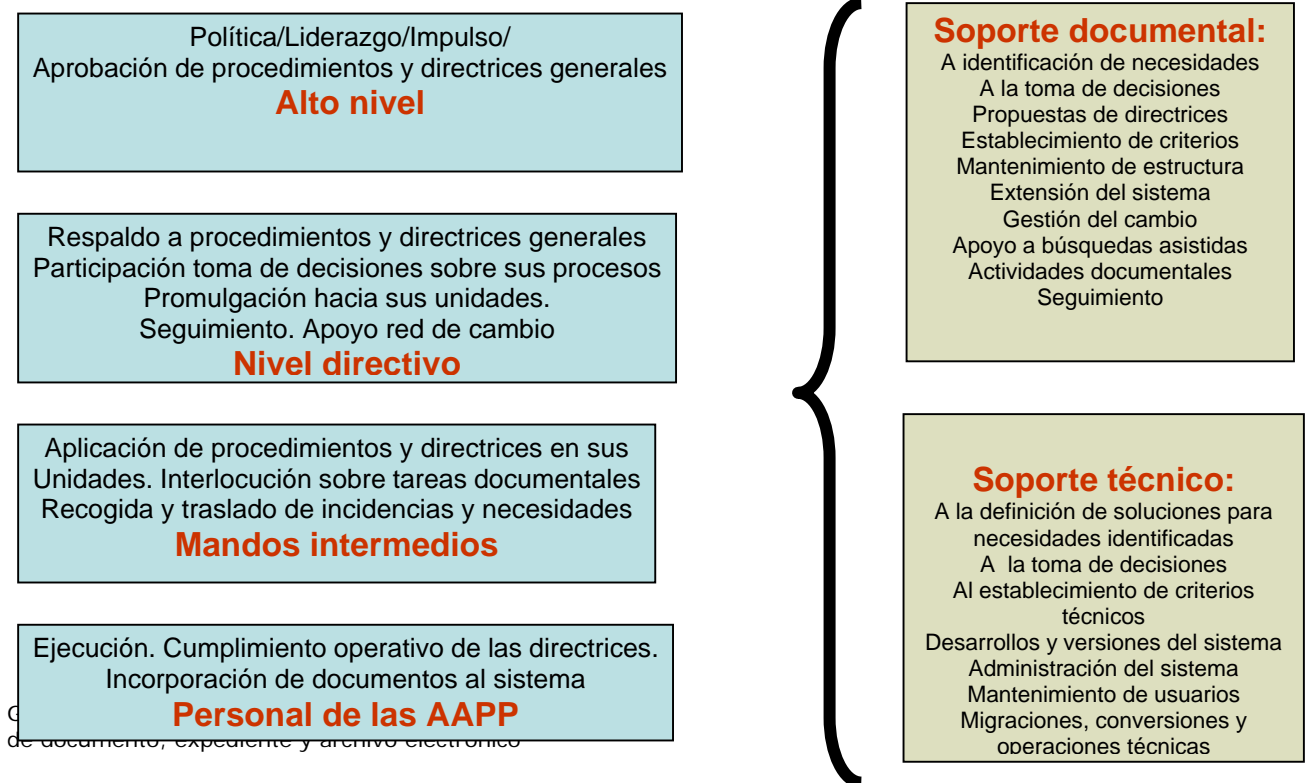 Política/Liderazgo/Impulso/
Aprobación de procedimientos y directrices generales
Alto nivel
Respaldo a procedimientos y directrices generales
Participación toma de decisiones sobre sus procesos
Promulgación hacia sus unidades.
Seguimiento. Apoyo red de cambio
Nivel directivo
Aplicación de procedimientos y directrices en sus
Unidades. Interlocución sobre tareas documentales
Recogida y traslado de incidencias y necesidades
Mandos intermedios
Ejecución. Cumplimiento operativo de las directrices.
Incorporación de documentos al sistema
Personal de las AAPP
de documento, expediente y archivo electrónico
Soporte documental:
A identificación de necesidades
A la toma de decisiones
Propuestas de directrices
Establecimiento de criterios
Mantenimiento de estructura
Extensión del sistema
Gestión del cambio
Apoyo a búsquedas asistidas
Actividades documentales
Seguimiento
Soporte técnico:
A la definición de soluciones para
necesidades identificadas
A la toma de decisiones
Al establecimiento de criterios
técnicos
Desarrollos y versiones del sistema
Administración del sistema
Mantenimiento de usuarios
Migraciones, conversiones y
operaciones técnicas